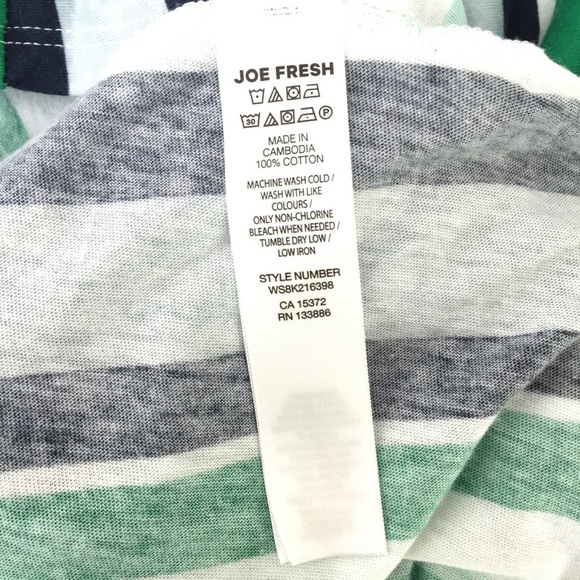 JOE FRESH
30 P
MADE IN
CAMBODIA
100% COTTON
MACHINE WASH COLD /
WASH WITH LIKE
COLOURS /
ONLY NON-CHLORINE
BLEACH WHEN NEEDED /
TUMBLE DRY LOW /
LOW IRON
STYLE NUMBER
WS8K216398
CA 15372
RN 133886